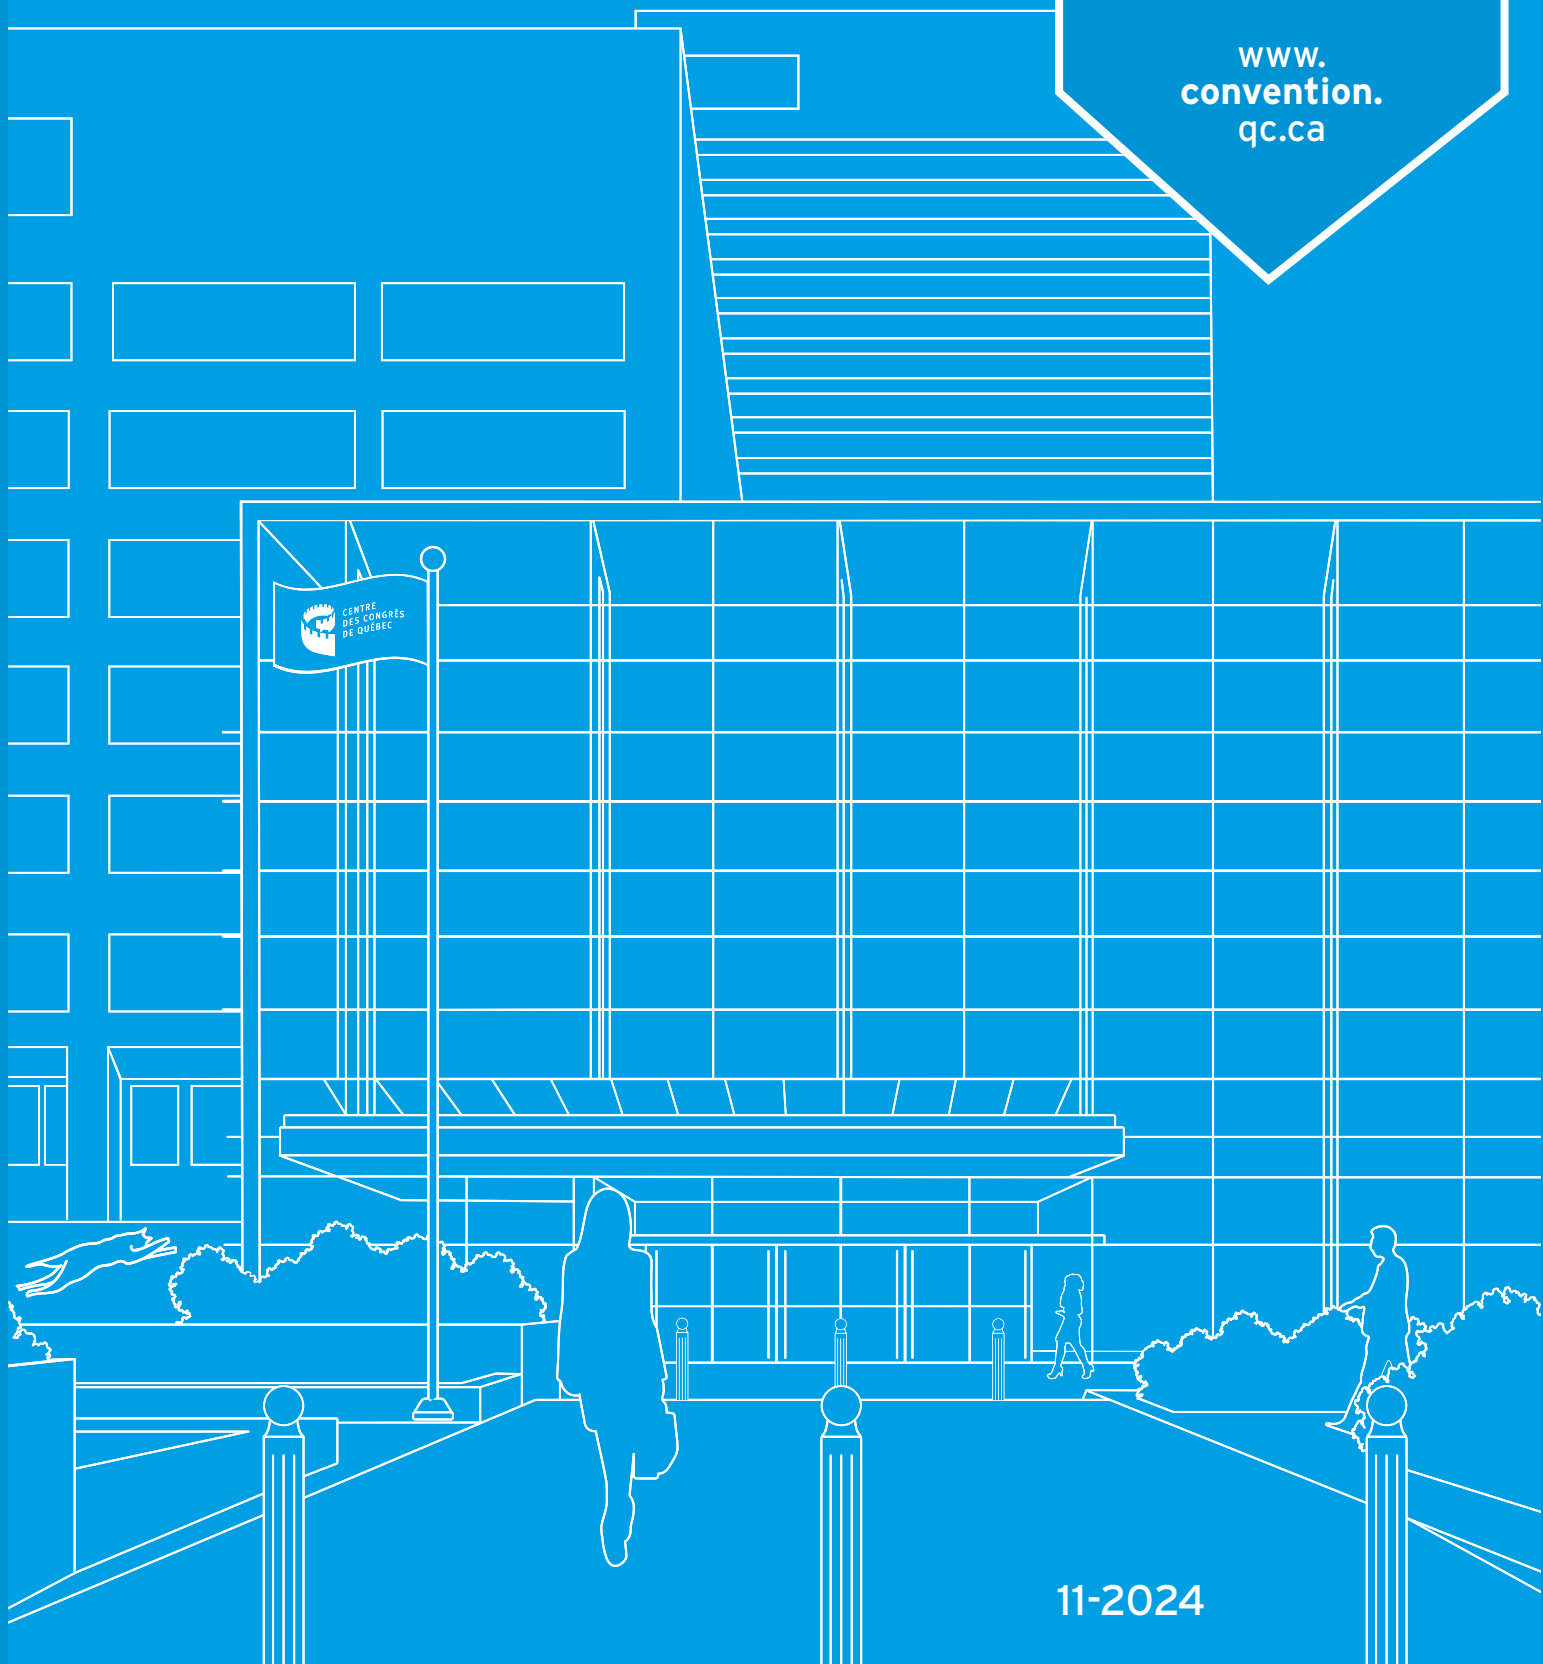 www.
convention.
qc.ca
CENTRE
DES CONGRÈS
DE QUÉBEC
11-2024